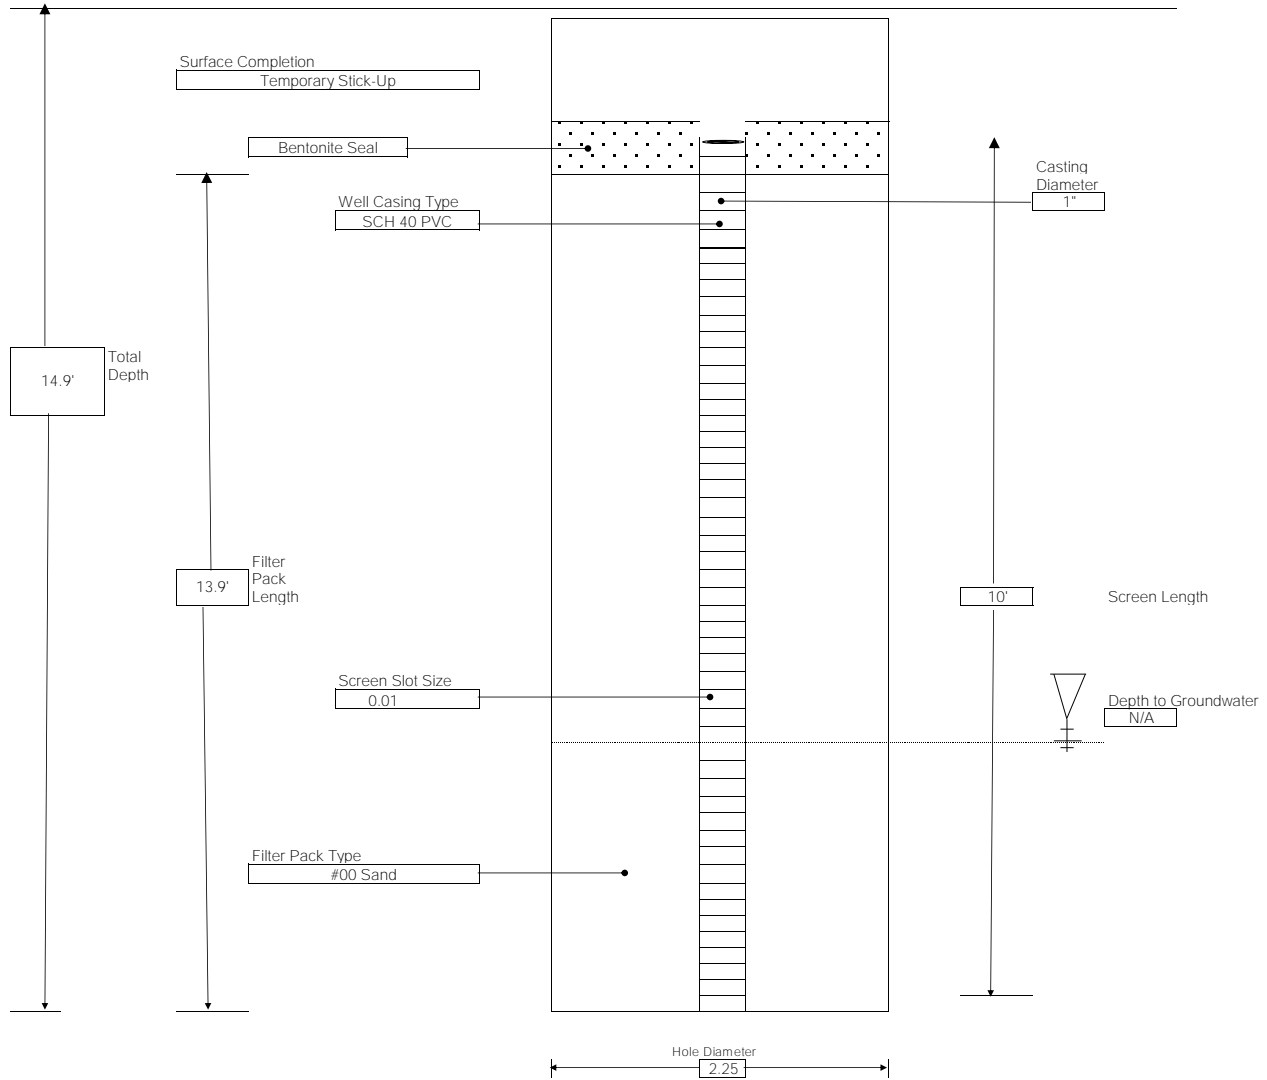 Surface Completion
Temporary Stick-Up
Bentonite Seal
Casting
Diameter
1"
Well Casing Type
SCH 40 PVC
Total
Depth
14.9'
Filter
Pack
Length
13.9'
10'
Screen Length
Screen Slot Size
0.01
Depth to Groundwater
N/A
Filter Pack Type
#00 Sand
Hole Diameter
2.25